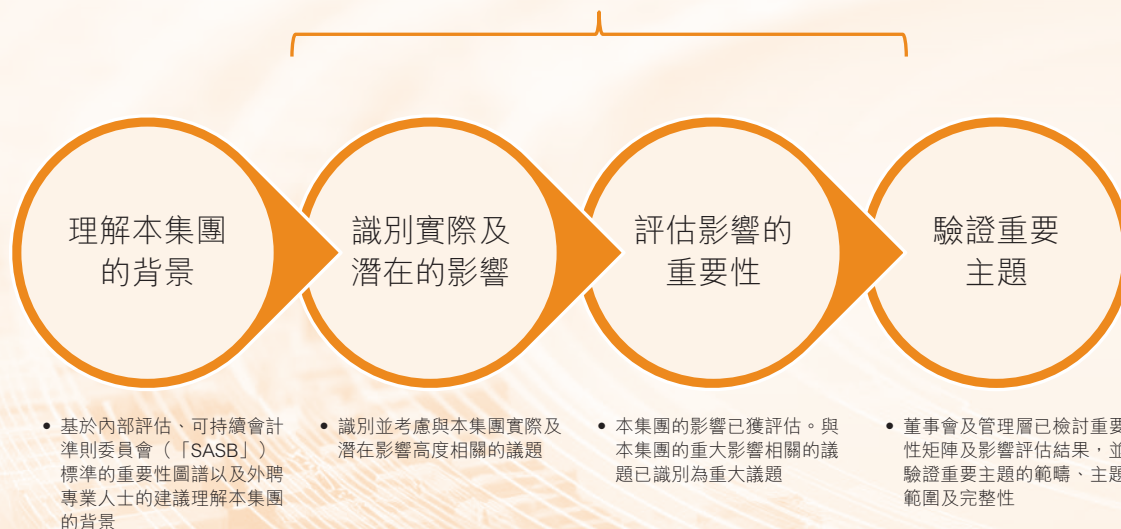 理解本集團
的背景
識別實際及
潛在的影響
評估影響的
重要性
驗證重要
主題
• 基於內部評估、可持續會計
準則委員會（「SASB」）
標準的重要性圖譜以及外聘
專業人士的建議理解本集團
的背景
• 識別並考慮與本集團實際及
潛在影響高度相關的議題
• 本集團的影響已獲評估。與
本集團的重大影響相關的議
題已識別為重大議題
• 董事會及管理層已檢討重要
性矩陣及影響評估結果，並
驗證重要主題的範疇、主題
範圍及完整性